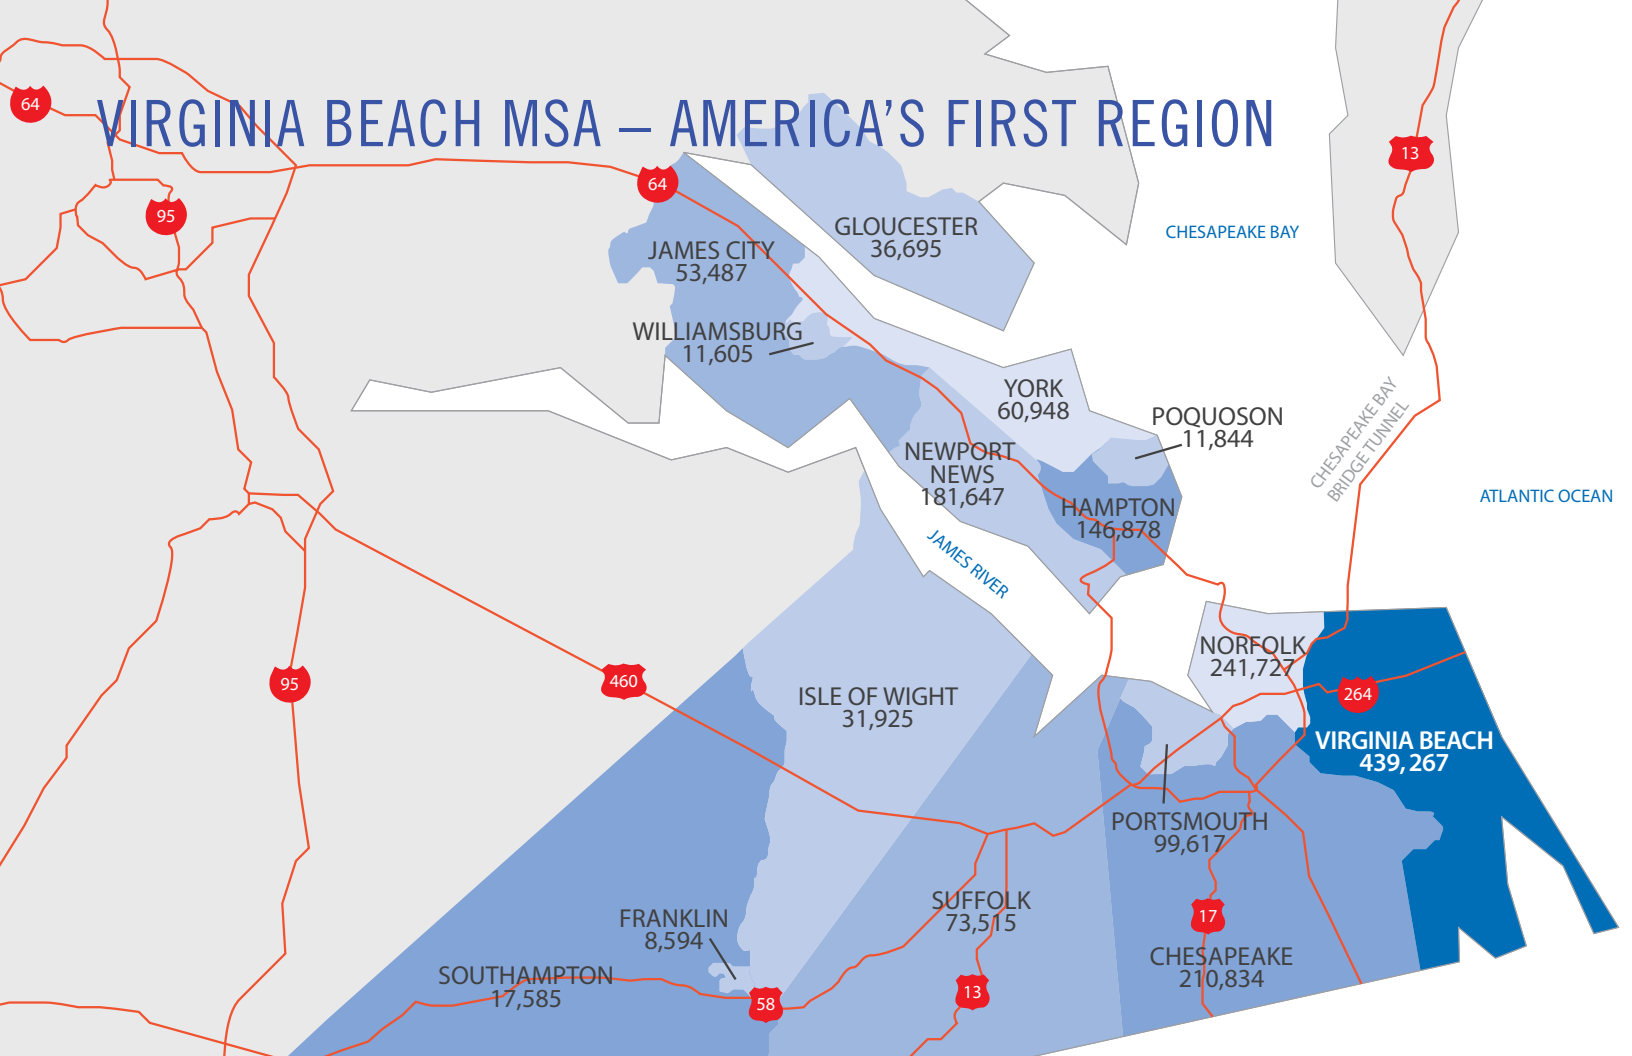 VIRGINIA BEACH MSA – AMERICA'S FIRST REGION
64
95
64
13
CHESAPEAKE BAY
GLOUCESTER
36,695
JAMES CITY
53,487
WILLIAMSBURG
11,605
YORK
60,948
POQUOSON
11,844
NEWPORT
NEWS
181,647
HAMPTON
146,878
CHESAPEAKE BAY
BRIDGE TUNNEL
ATLANTIC OCEAN
JAMES RIVER
NORFOLK
241,727
95
460
ISLE OF WIGHT
31,925
264
VIRGINIA BEACH
439,267
PORTSMOUTH
99,617
FRANKLIN
8,594
SUFFOLK
73,515
17
CHESAPEAKE
210,834
SOUTHAMPTON
17,585
58
13